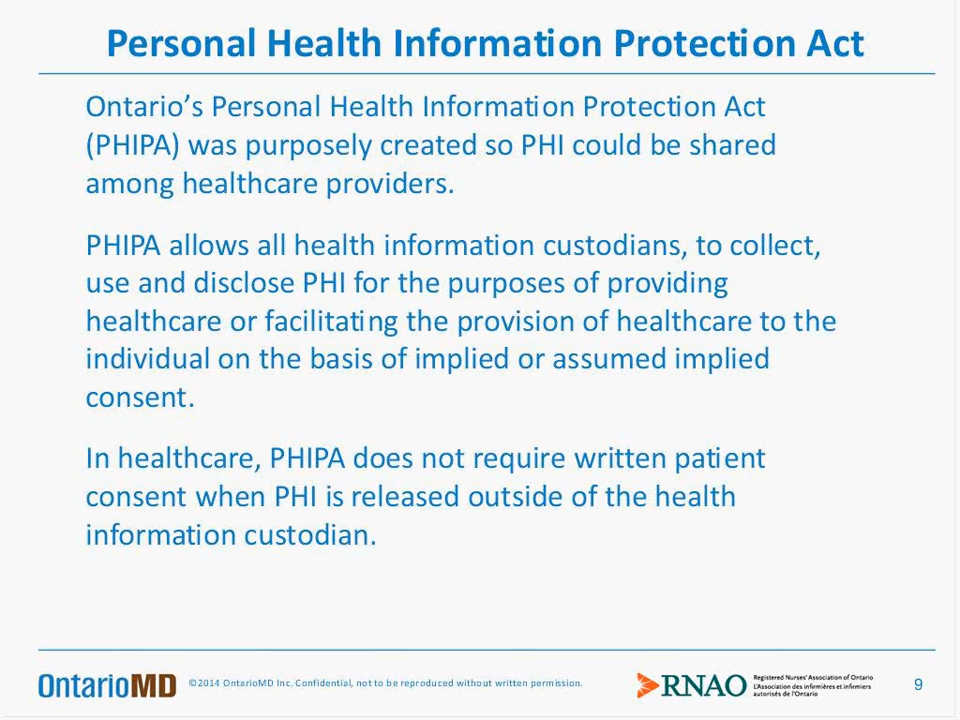 Personal Health Information Protection Act
Ontario’s Personal Health Information Protection Act
(PHIPA) was purposely created so PHI could be shared
among healthcare providers.
PHIPA allows all health information custodians, to collect,
use and disclose PHI for the purposes of providing
healthcare or facilitating the provision of healthcare to the
individual on the basis of implied or assumed implied
consent.
In healthcare, PHIPA does not require written patient
consent when PHI is released outside of the health
information custodian.
OntarioMD
©2014 OntarioMD Inc. Confidential, not to be reproduced without written permission.
RNAO
Registered Nurses' Association of Ontario
L'Association des infirmières et infirmiers
autorisés de l'Ontario
9